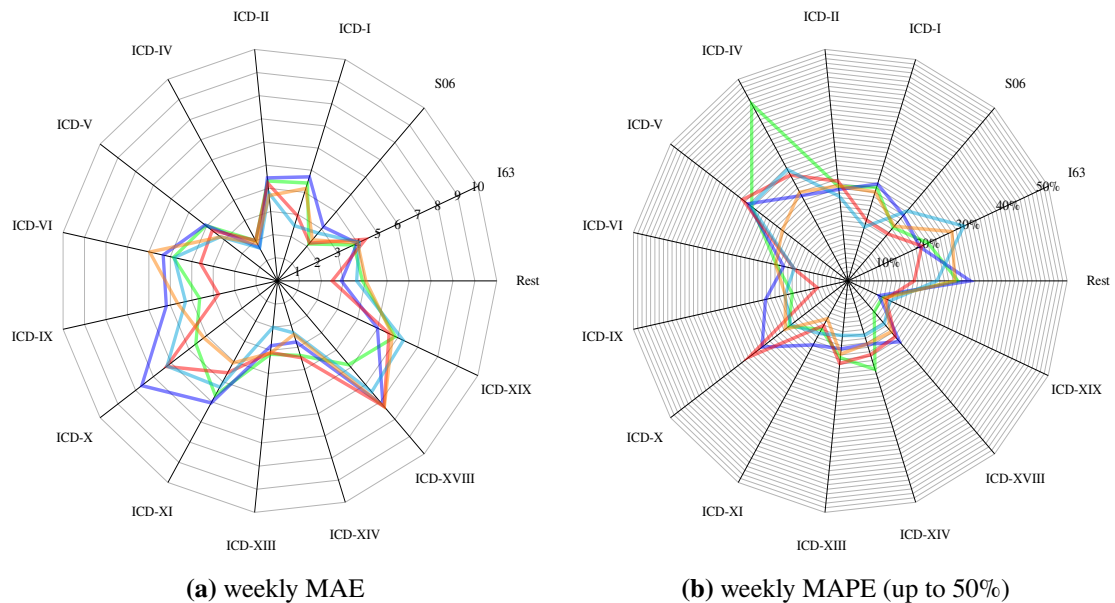 ICD-II
ICD-I
ICD-IV
S06
ICD-V
I63
10
9
8
7
6
5
4
3
2
1
ICD-VI
Rest
ICD-IX
ICD-XIX
ICD-X
ICD-XVIII
ICD-XI
ICD-XIV
ICD-XIII
(a) weekly MAE
ICD-II
ICD-I
ICD-IV
S06
ICD-V
I63
50%
40%
30%
20%
10%
ICD-VI
Rest
ICD-IX
ICD-XIX
ICD-X
ICD-XVIII
ICD-XI
ICD-XIV
ICD-XIII
(b) weekly MAPE (up to 50%)